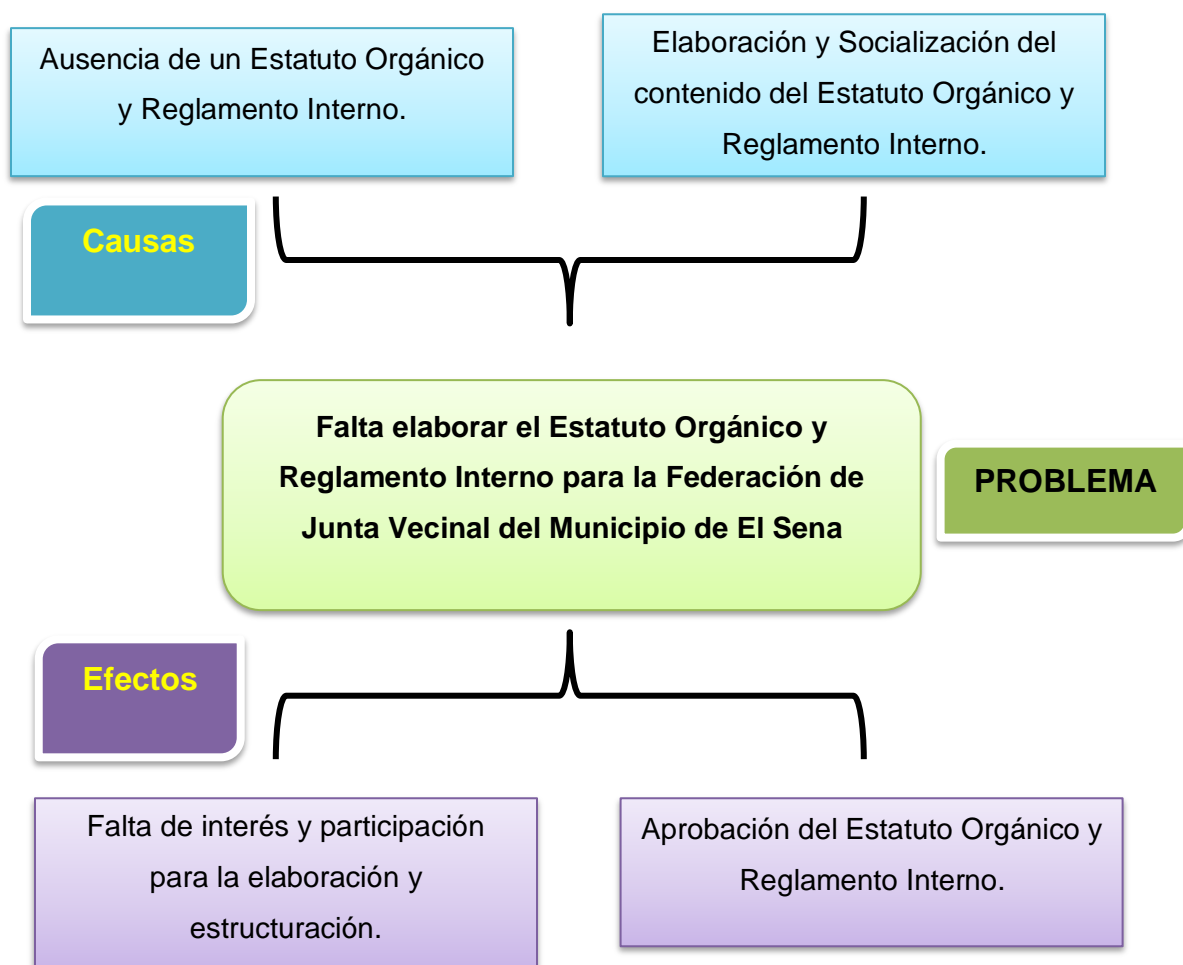 Ausencia de un Estatuto Orgánico
y Reglamento Interno.
Elaboración y Socialización del
contenido del Estatuto Orgánico y
Reglamento Interno.
Causas
Falta elaborar el Estatuto Orgánico y
Reglamento Interno para la Federación de
Junta Vecinal del Municipio de El Sena
PROBLEMA
Efectos
Falta de interés y participación
para la elaboración y
estructuración.
Aprobación del Estatuto Orgánico y
Reglamento Interno.